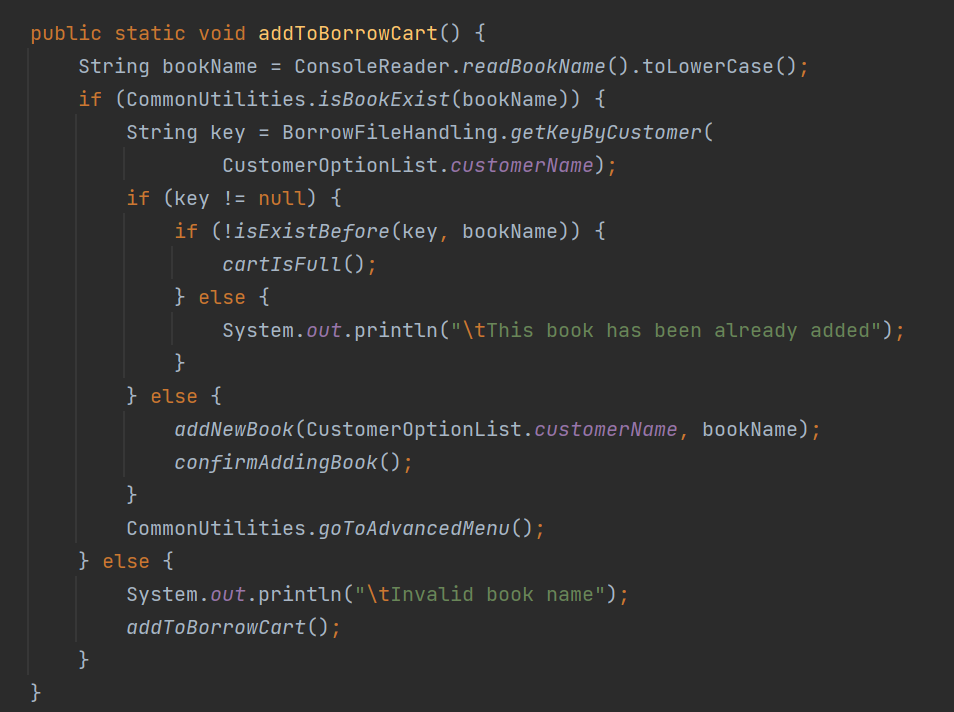 public static void addToBorrowCart() {
    String bookName = ConsoleReader.readBookName().toLowerCase();
    if (CommonUtilities.isBookExist(bookName)) {
        String key = BorrowFileHandling.getKeyByCustomer(
                CustomerOptionList.customerName);
        if (key != null) {
            if (!isExistBefore(key, bookName)) {
                cartIsFull();
            } else {
                System.out.println("\tThis book has been already added");
            }
        } else {
            addNewBook(CustomerOptionList.customerName, bookName);
            confirmAddingBook();
        }
        CommonUtilities.goToAdvancedMenu();
    } else {
        System.out.println("\tInvalid book name");
        addToBorrowCart();
    }
}